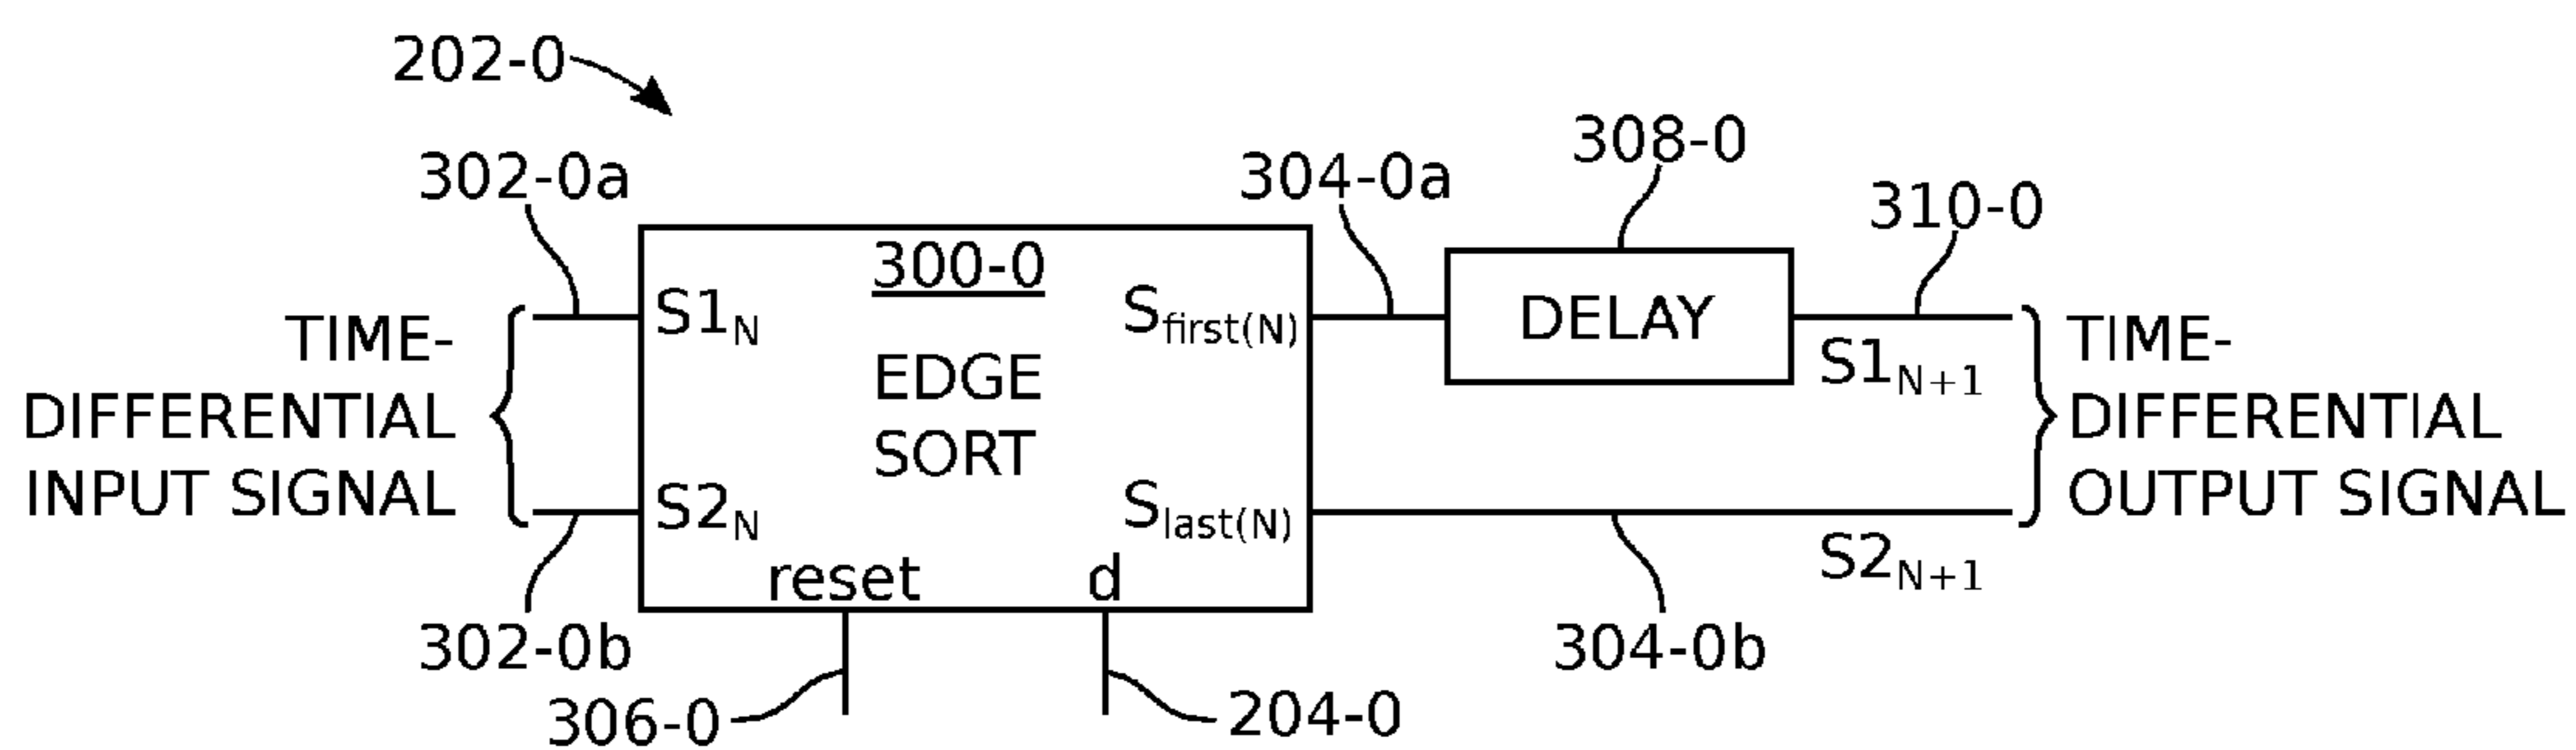 202-0
302-0a
304-0a
308-0
310-0
300-0
EDGE
SORT
TIME-
DIFFERENTIAL
INPUT SIGNAL
S1N
S2N
Sfirst(N)
Slast(N)
reset
d
DELAY
S1N+1
S2N+1
TIME-
DIFFERENTIAL
OUTPUT SIGNAL
302-0b
306-0
204-0
304-0b